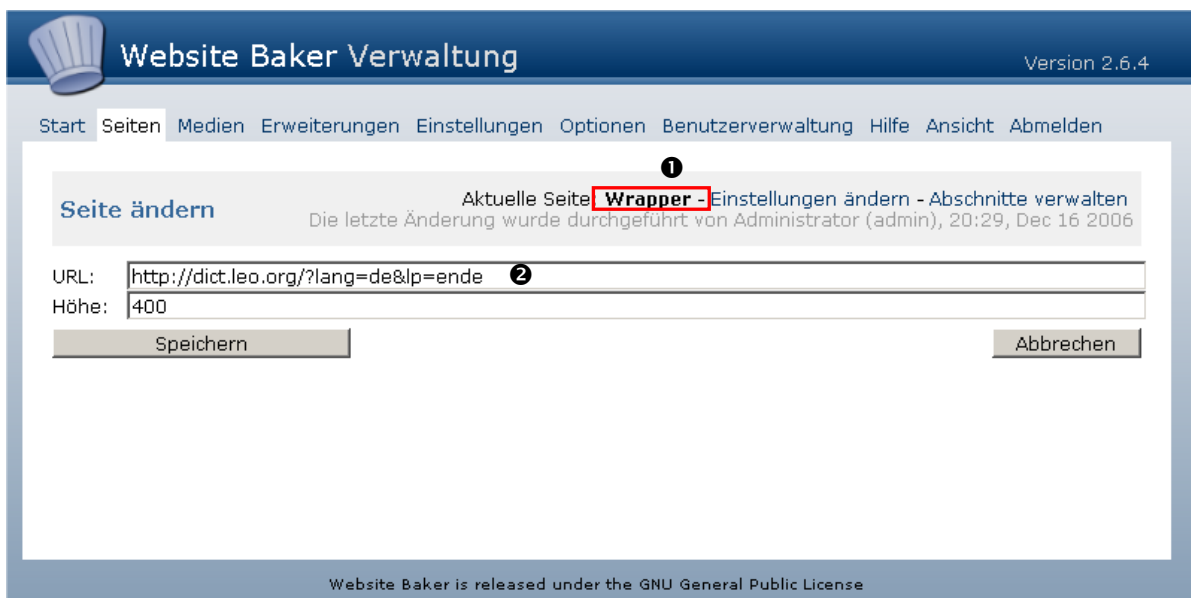 Website Baker Verwaltung
Version 2.6.4
Start Seiten Medien Erweiterungen Einstellungen Optionen Benutzerverwaltung Hilfe Ansicht Abmelden
❶
Seite ändern
Aktuelle Seite: Wrapper - Einstellungen ändern - Abschnitte verwalten
Die letzte Änderung wurde durchgeführt von Administrator (admin), 20:29, Dec 16 2006
URL: http://dict.leo.org/?lang=de&lp=ende ❷
Höhe: 400
Speichern Abbrechen
Website Baker is released under the GNU General Public License